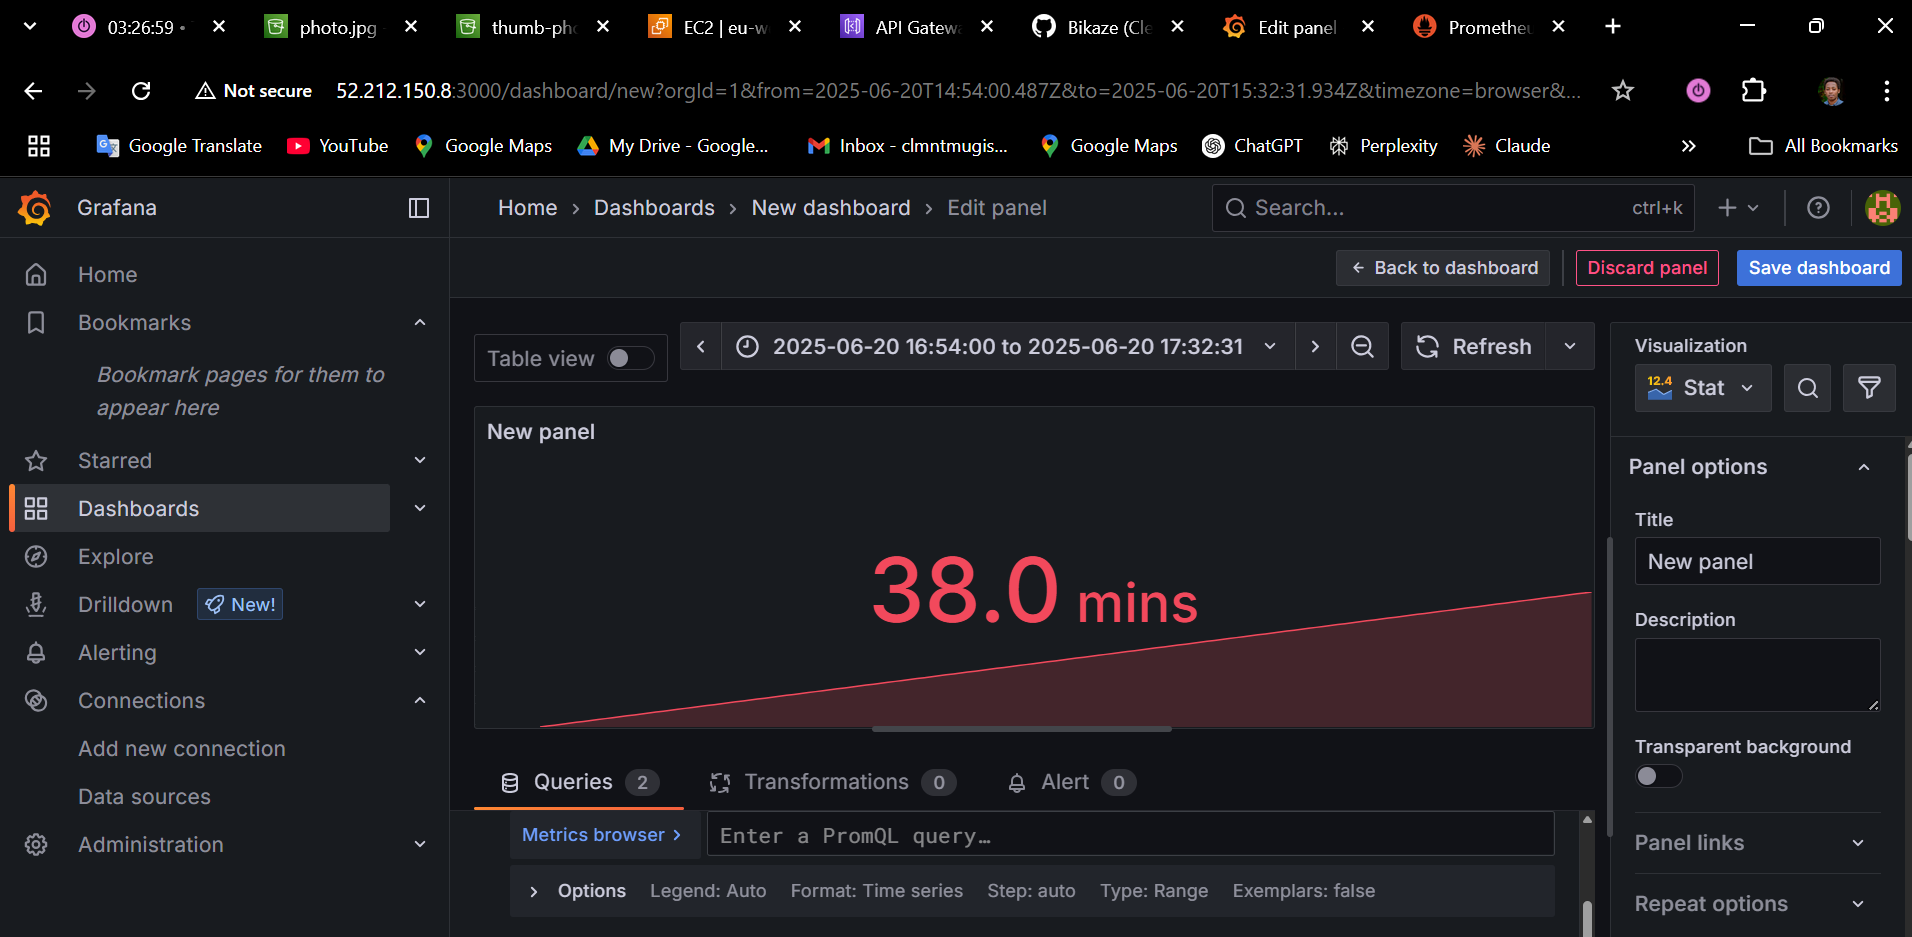 03:26:59 •
photo.jpg
thumb-pho
EC2 | eu-w
API Gatewa
Bikaze (Cle
Edit panel
Prometheu
Not secure
52.212.150.8:3000/dashboard/new?orgId=1&from=2025-06-20T14:54:00.487Z&to=2025-06-20T15:32:31.934Z&timezone=browser&...
Google Translate
YouTube
Google Maps
My Drive - Google...
Inbox - clmntmugis...
Google Maps
ChatGPT
Perplexity
Claude
»
All Bookmarks
Grafana
Home › Dashboards › New dashboard › Edit panel
Search...
ctrl+k
Back to dashboard
Discard panel
Save dashboard
Home
Bookmarks
Bookmark pages for them to
appear here
Starred
Dashboards
Explore
Drilldown
New!
Alerting
Connections
Add new connection
Data sources
Administration
Table view
2025-06-20 16:54:00 to 2025-06-20 17:32:31
Refresh
New panel
38.0 mins
Queries 2
Transformations 0
Alert 0
Metrics browser >
Enter a PromQL query…
Options Legend: Auto Format: Time series Step: auto Type: Range Exemplars: false
Visualization
12.4
Stat
Panel options
Title
New panel
Description
Transparent background
Panel links
Repeat options